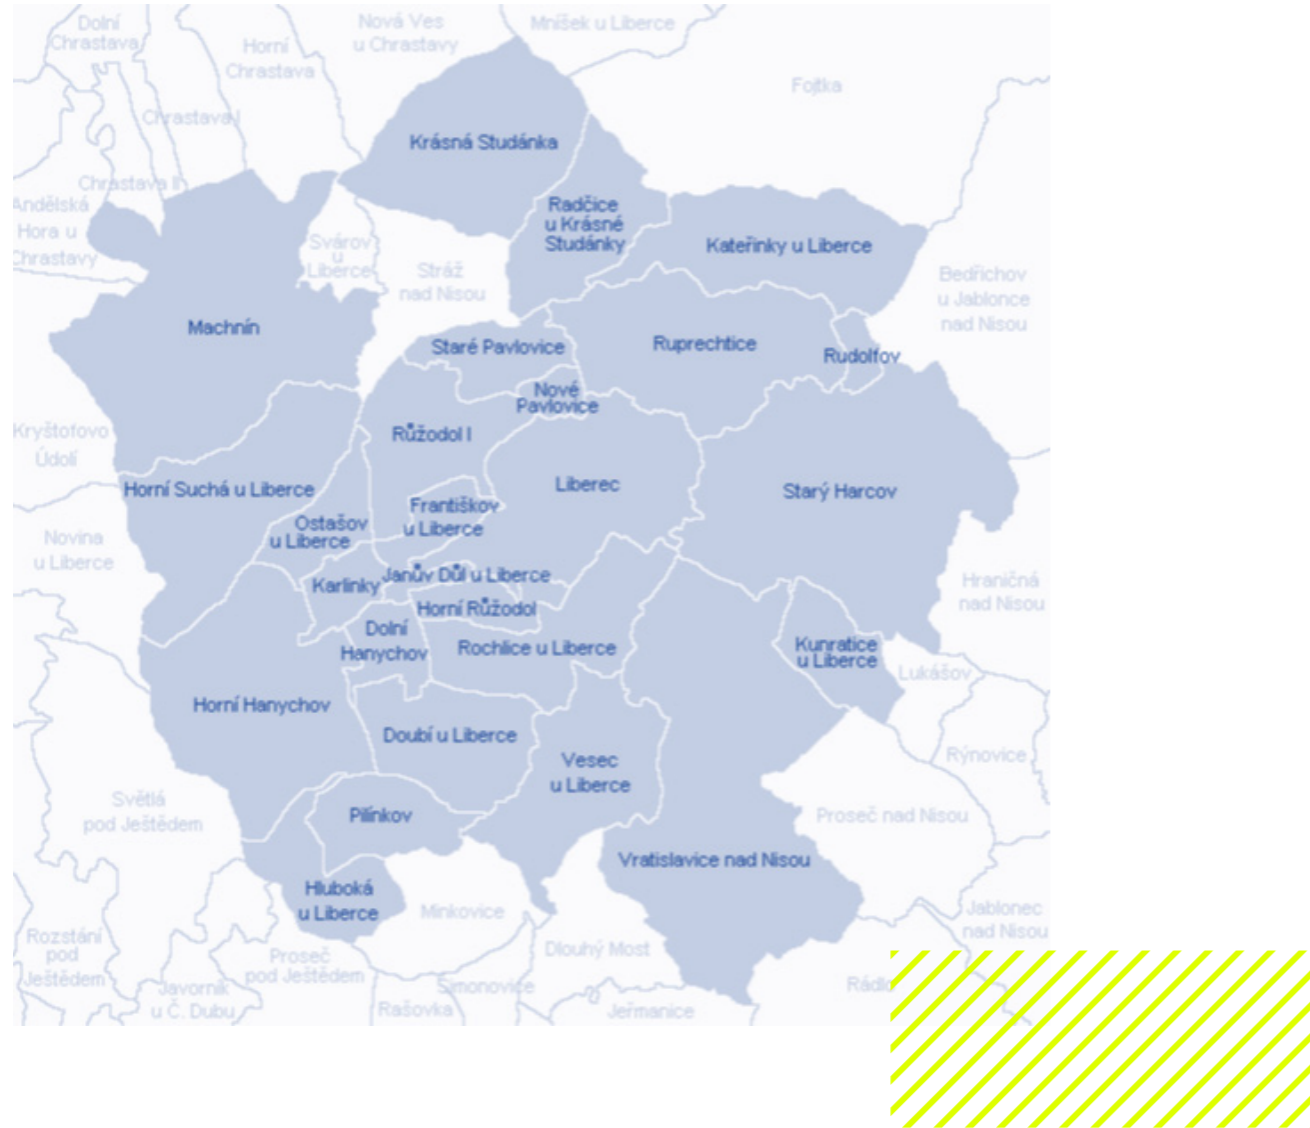 Dolní
Chrastava
Nová Ves
u Chrastavy
Mníšek u Liberce
Horní
Chrastava
Fojtka
Chrastava I
Krásná Studánka
Chrastava II
Andělská
Hora u
Chrastavy
Radčice
u Krásné
Studánky
Svárov
u
Liberce
Kateřinky u Liberce
Stráž
nad Nisou
Bedřichov
u Jablonce
nad Nisou
Machnín
Staré Pavlovice
Ruprechtice
Rudolfov
Nové
Pavlovice
Kryštofovo
Údolí
Růžodol I
Horní Suchá u Liberce
Liberec
Starý Harcov
Františkov
u Liberce
Ostašov
u Liberce
Novina
u Liberce
Karlinky
Janův Důl u Liberce
Hraničná
nad Nisou
Horní Růžodol
Dolní
Hanychov
Rochlice u Liberce
Kunratice
u Liberce
Lukášov
Horní Hanychov
Doubí u Liberce
Vesec
u Liberce
Rýnovice
Světlá
pod Ještědem
Pilínkov
Proseč nad Nisou
Vratislavice nad Nisou
Hluboká
u Liberce
Minkovice
Jablonec
nad Nisou
Rozstání
pod
Ještědem
Proseč
pod Ještědem
Dlouhý Most
Javorník
u Č. Dubu
Šimonovice
Rašovka
Jeřmanice